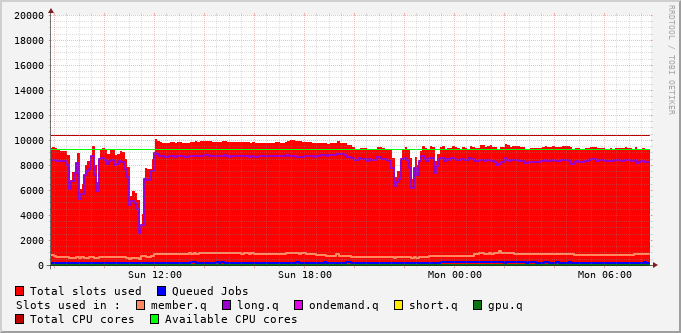 RRDTOOL / TOBI OETIKER
20000
18000
16000
14000
12000
10000
8000
6000
4000
2000
0
Sun 12:00 Sun 18:00 Mon 00:00 Mon 06:00
Total slots used Queued Jobs
Slots used in : member.q long.q ondemand.q short.q gpu.q
Total CPU cores Available CPU cores